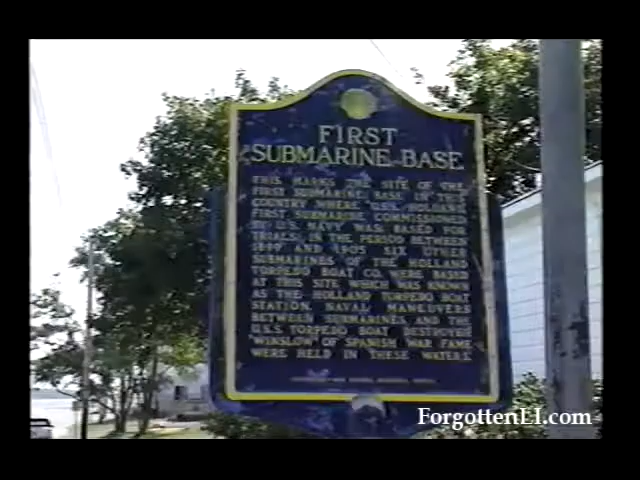 FIRST
SUBMARINE BASE
THIS MARKS THE SITE OF THE
FIRST SUBMARINE BASE IN THIS
COUNTRY WHERE "U.S.S. HOLLAND"
FIRST SUBMARINE COMMISSIONED
BY U.S. NAVY WAS BASED FOR
TRIALS. IN THE PERIOD BETWEEN
1899 AND 1905 SIX OTHER
SUBMARINES OF THE HOLLAND
TORPEDO BOAT CO. WERE BASED
AT THIS SITE WHICH WAS KNOWN
AS THE HOLLAND TORPEDO BOAT
STATION. NAVAL MANEUVERS
BETWEEN SUBMARINES AND THE
U.S.S. TORPEDO BOAT DESTROYER
"WINSLOW" OF SPANISH WAR FAME
WERE HELD IN THESE WATERS.
ForgottenLI.com